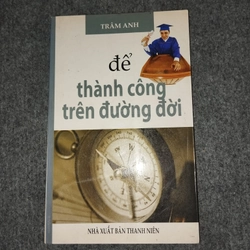 TRÂM ANH
để
thành công
trên đường đời
NHÀ XUẤT BẢN THANH NIÊN